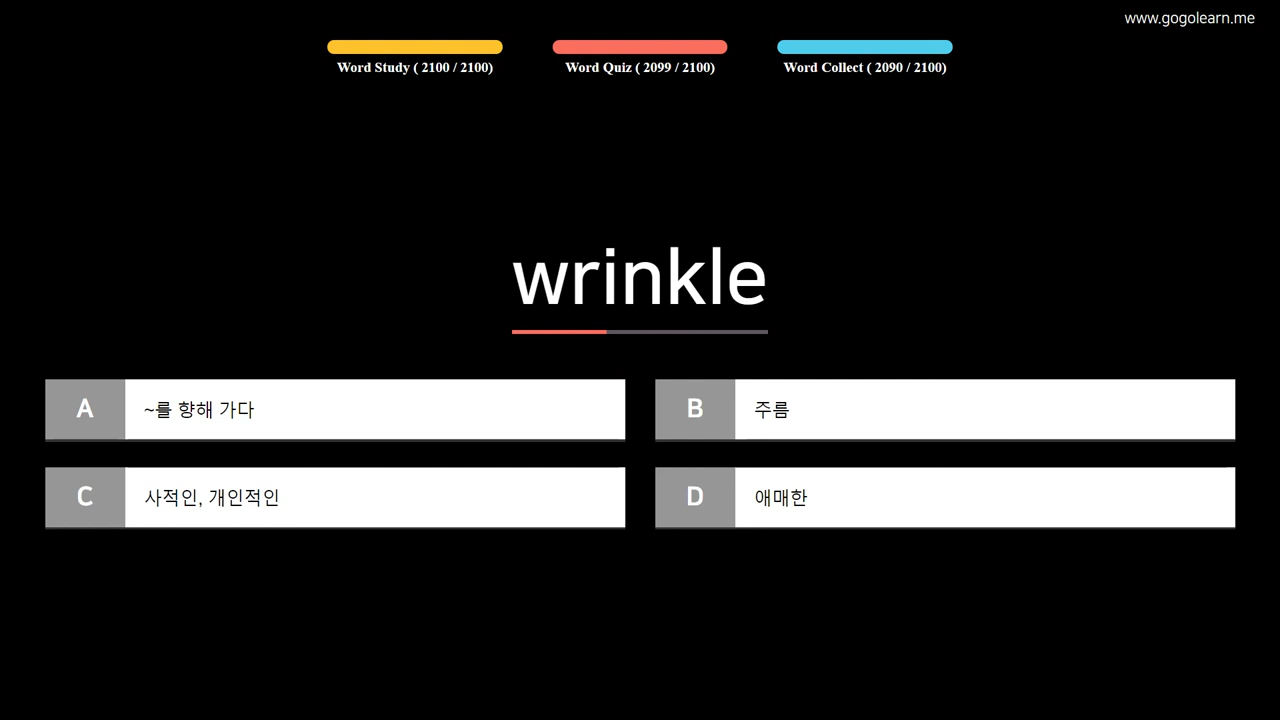 www.gogolearn.me
Word Study ( 2100 / 2100)
Word Quiz ( 2099 / 2100)
Word Collect ( 2090 / 2100)
wrinkle
A ~를 향해 가다
B 주름
C 사적인, 개인적인
D 애매한